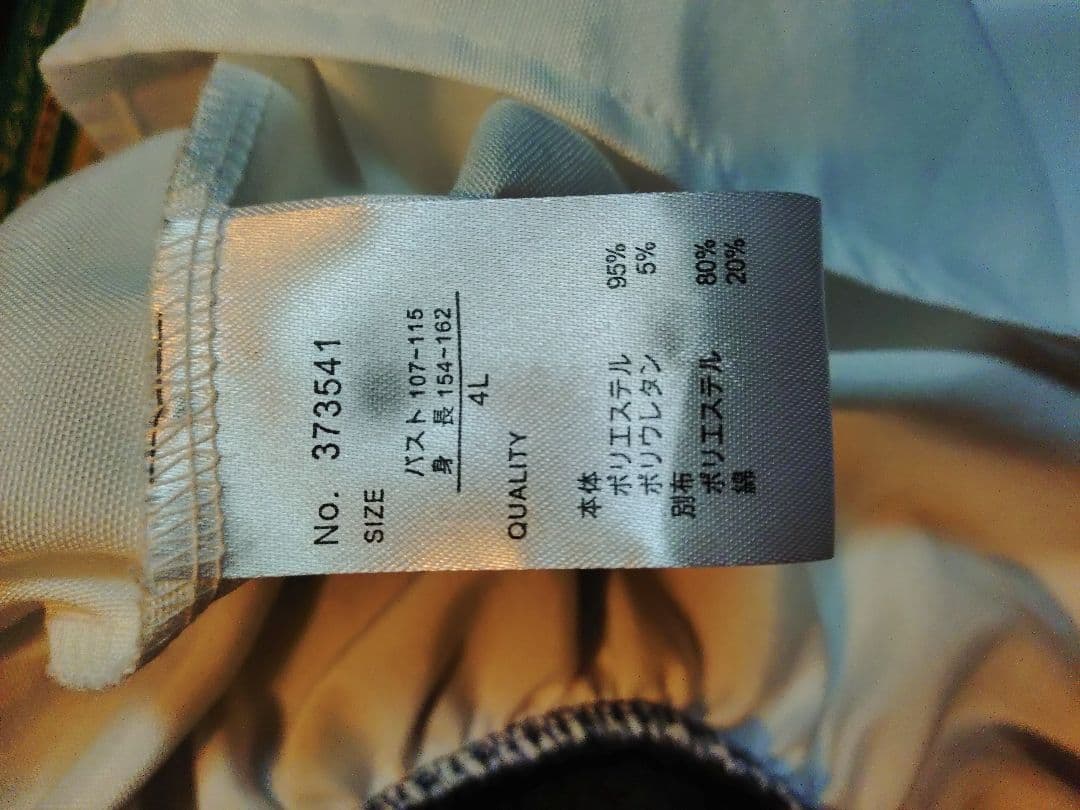 No. 373541
SIZE
バスト 107-115
身 長 154-162
4L
QUALITY
本体
ポリエステル 95%
ポリウレタン 5%
別布
ポリエステル 80%
綿 20%